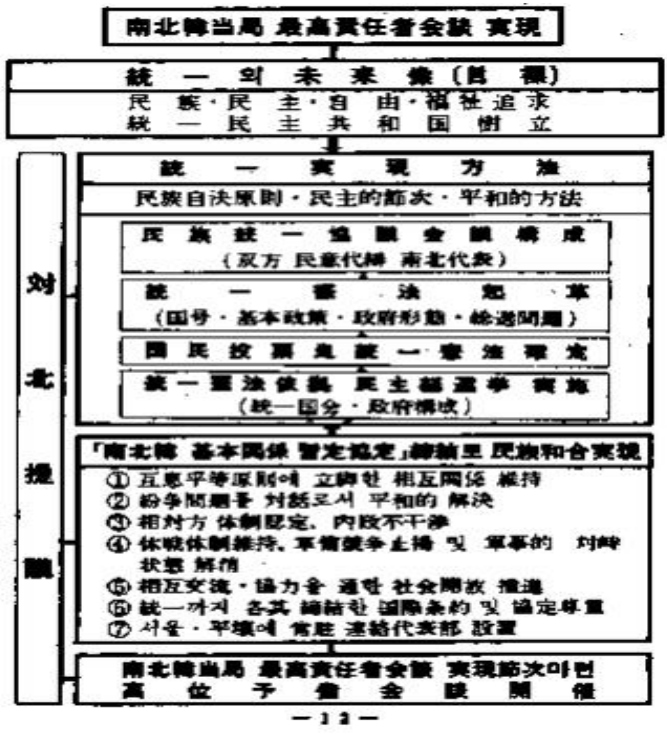 南北韓当局 最高責任者会談 実現
統一의 未来像(目標)
民族·民主·自由·福祉追求
統一民主共和国樹立
対北提議
統一実現方法
民族自決原則·民主的節次·平和的方法
民族統一協議会議構成
(双方 民意代辯 南北代表)
統一憲法起草
(国号·基本政策·政府形態·総選問題)
国民投票로 統一憲法確定
統一憲法依拠 民主総選挙 実施
(統一国会·政府構成)
「南北韓 基本関係 暫定協定」締結로 民族和合実現
① 互恵平等原則에 立脚한 相互関係 維持
② 紛争問題를 対話로서 平和的 解決
③ 相対方 体制認定, 内政不干渉
④ 休戦体制維持, 軍備競争止揚 및 軍事的 対峙
状態 解消
⑤ 相互交流·協力을 通한 社会開放 推進
⑥ 統一까지 各其 締結한 国際条約 및 協定尊重
⑦ 서울·平壌에 常駐 連絡代表部 設置
南北韓当局 最高責任者会談 実現節次마련
高位予備会談開催
－12－